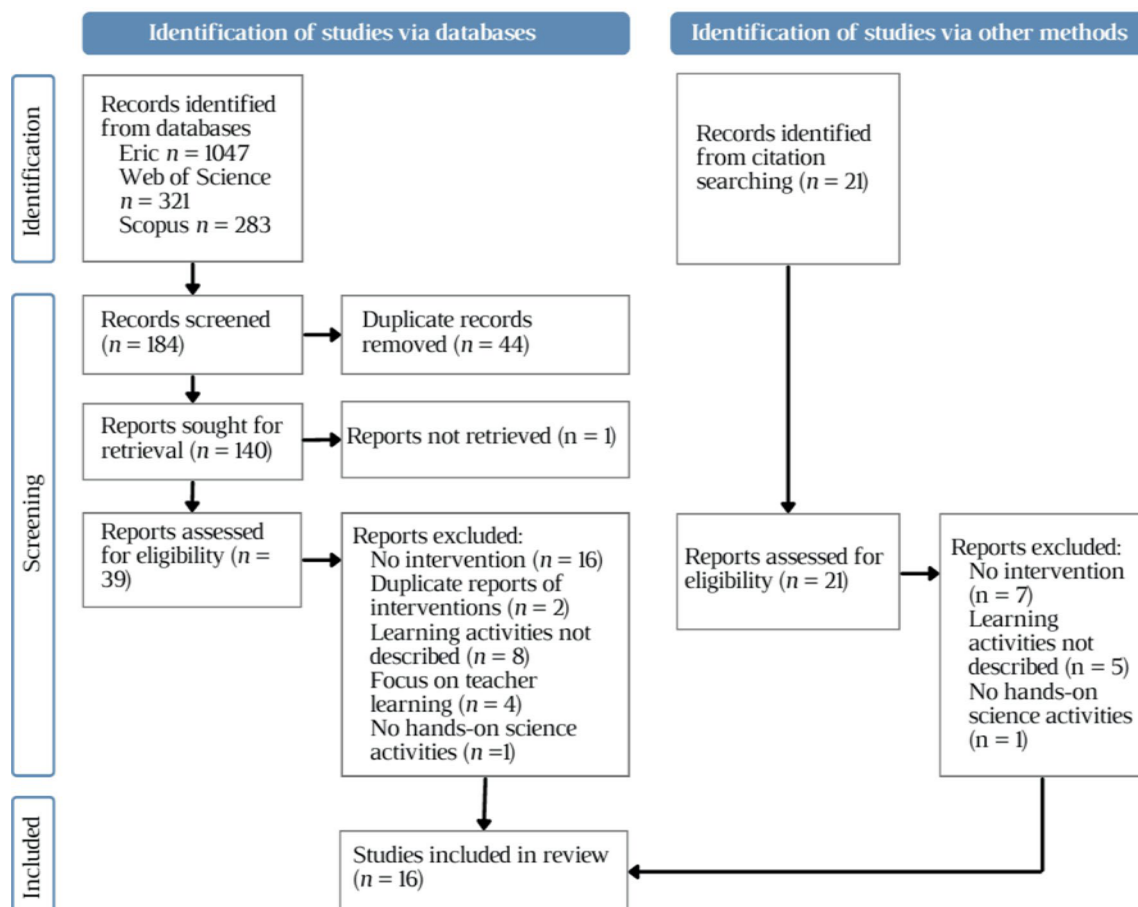 Identification of studies via databases
Identification of studies via other methods
Identification
Records identified
from databases
Eric n = 1047
Web of Science
n = 321
Scopus n = 283
Records identified
from citation
searching (n = 21)
Screening
Records screened
(n = 184)
Duplicate records
removed (n = 44)
Reports sought for
retrieval (n = 140)
Reports not retrieved (n = 1)
Reports assessed
for eligibility (n =
39)
Reports excluded:
No intervention (n = 16)
Duplicate reports of
interventions (n = 2)
Learning activities not
described (n = 8)
Focus on teacher
learning (n = 4)
No hands-on science
activities (n =1)
Reports assessed for
eligibility (n = 21)
Reports excluded:
No intervention
(n = 7)
Learning
activities not
described (n = 5)
No hands-on
science activities
(n = 1)
Included
Studies included in review
(n = 16)